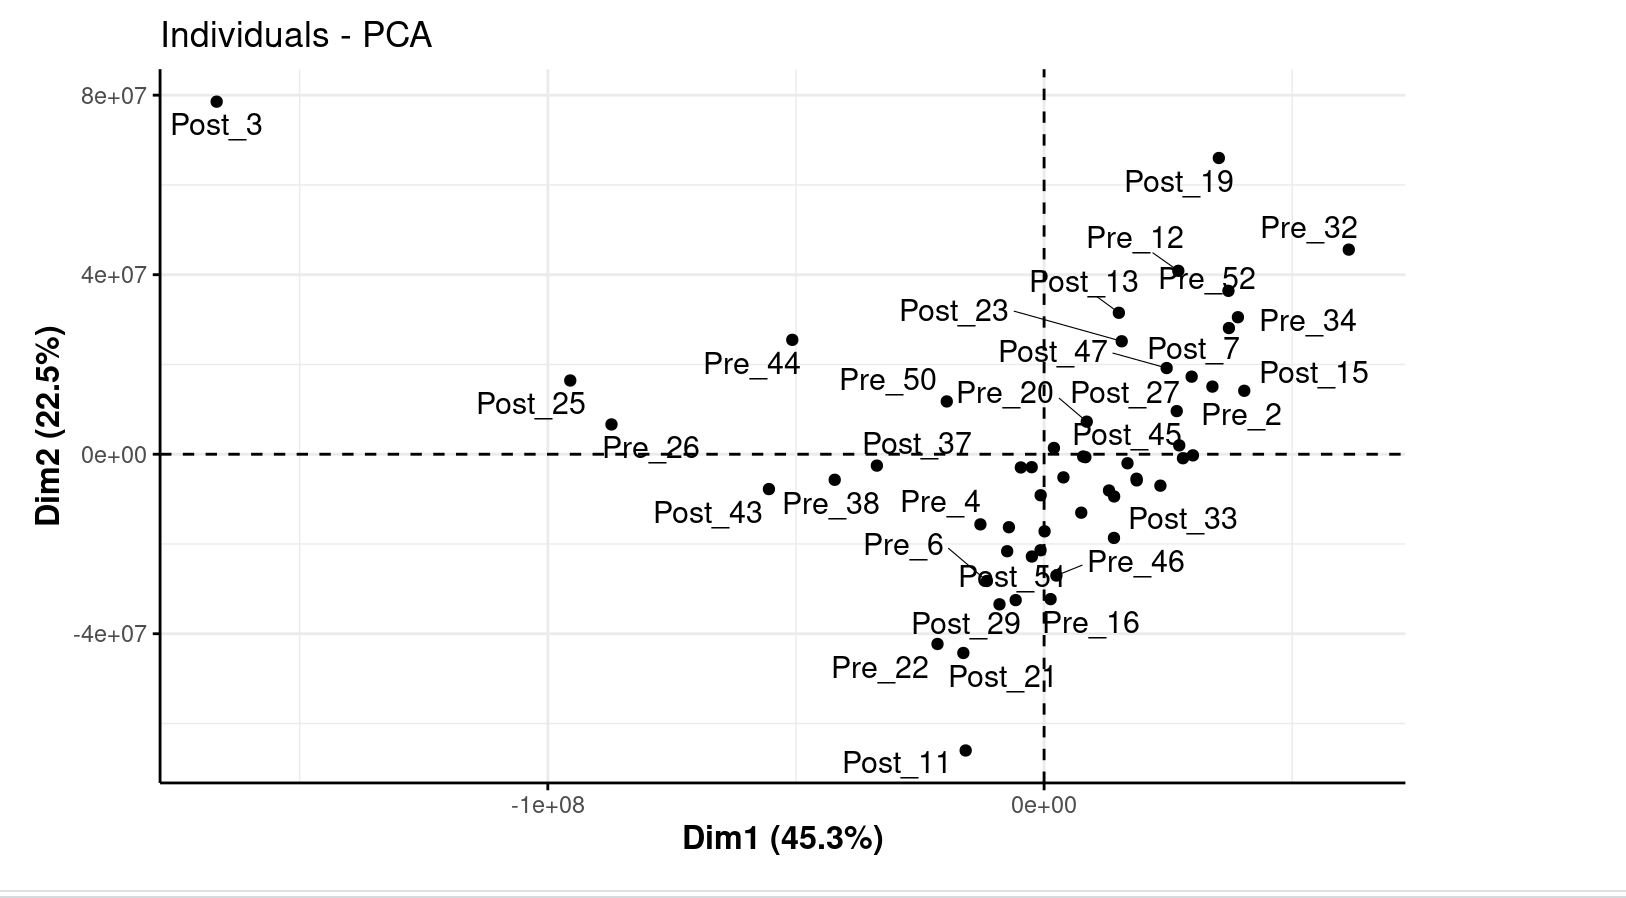 Individuals - PCA
8e+07
4e+07
0e+00
-4e+07
Dim2 (22.5%)
Post_3
Post_19
Pre_32
Pre_12
Pre_52
Post_13
Post_23
Pre_34
Post_47
Post_7
Pre_44
Post_15
Pre_50
Pre_20
Post_27
Post_25
Pre_2
Post_45
Pre_26
Post_37
Post_43
Pre_38
Pre_4
Post_33
Pre_6
Pre_46
Post_51
Post_29
Pre_16
Pre_22
Post_21
Post_11
-1e+08
0e+00
Dim1 (45.3%)